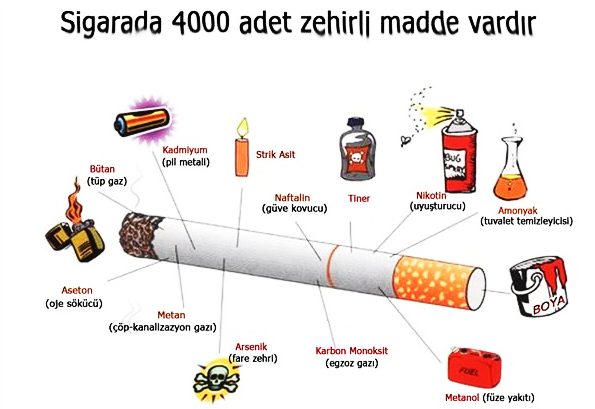 Sigarada 4000 adet zehirli madde vardır
Kadmiyum
(pil metali)
Bütan
(tüp gaz)
Strik Asit
Naftalin
(güve kovucu)
Tiner
BUG
Nikotin
(uyuşturucu)
Amonyak
(tuvalet temizleyicisi)
Aseton
(oje sökücü)
Metan
(çöp-kanalizasyon gazı)
Arsenik
(fare zehri)
Karbon Monoksit
(egzoz gazı)
FUEL
Metanol (füze yakıtı)
BOYA